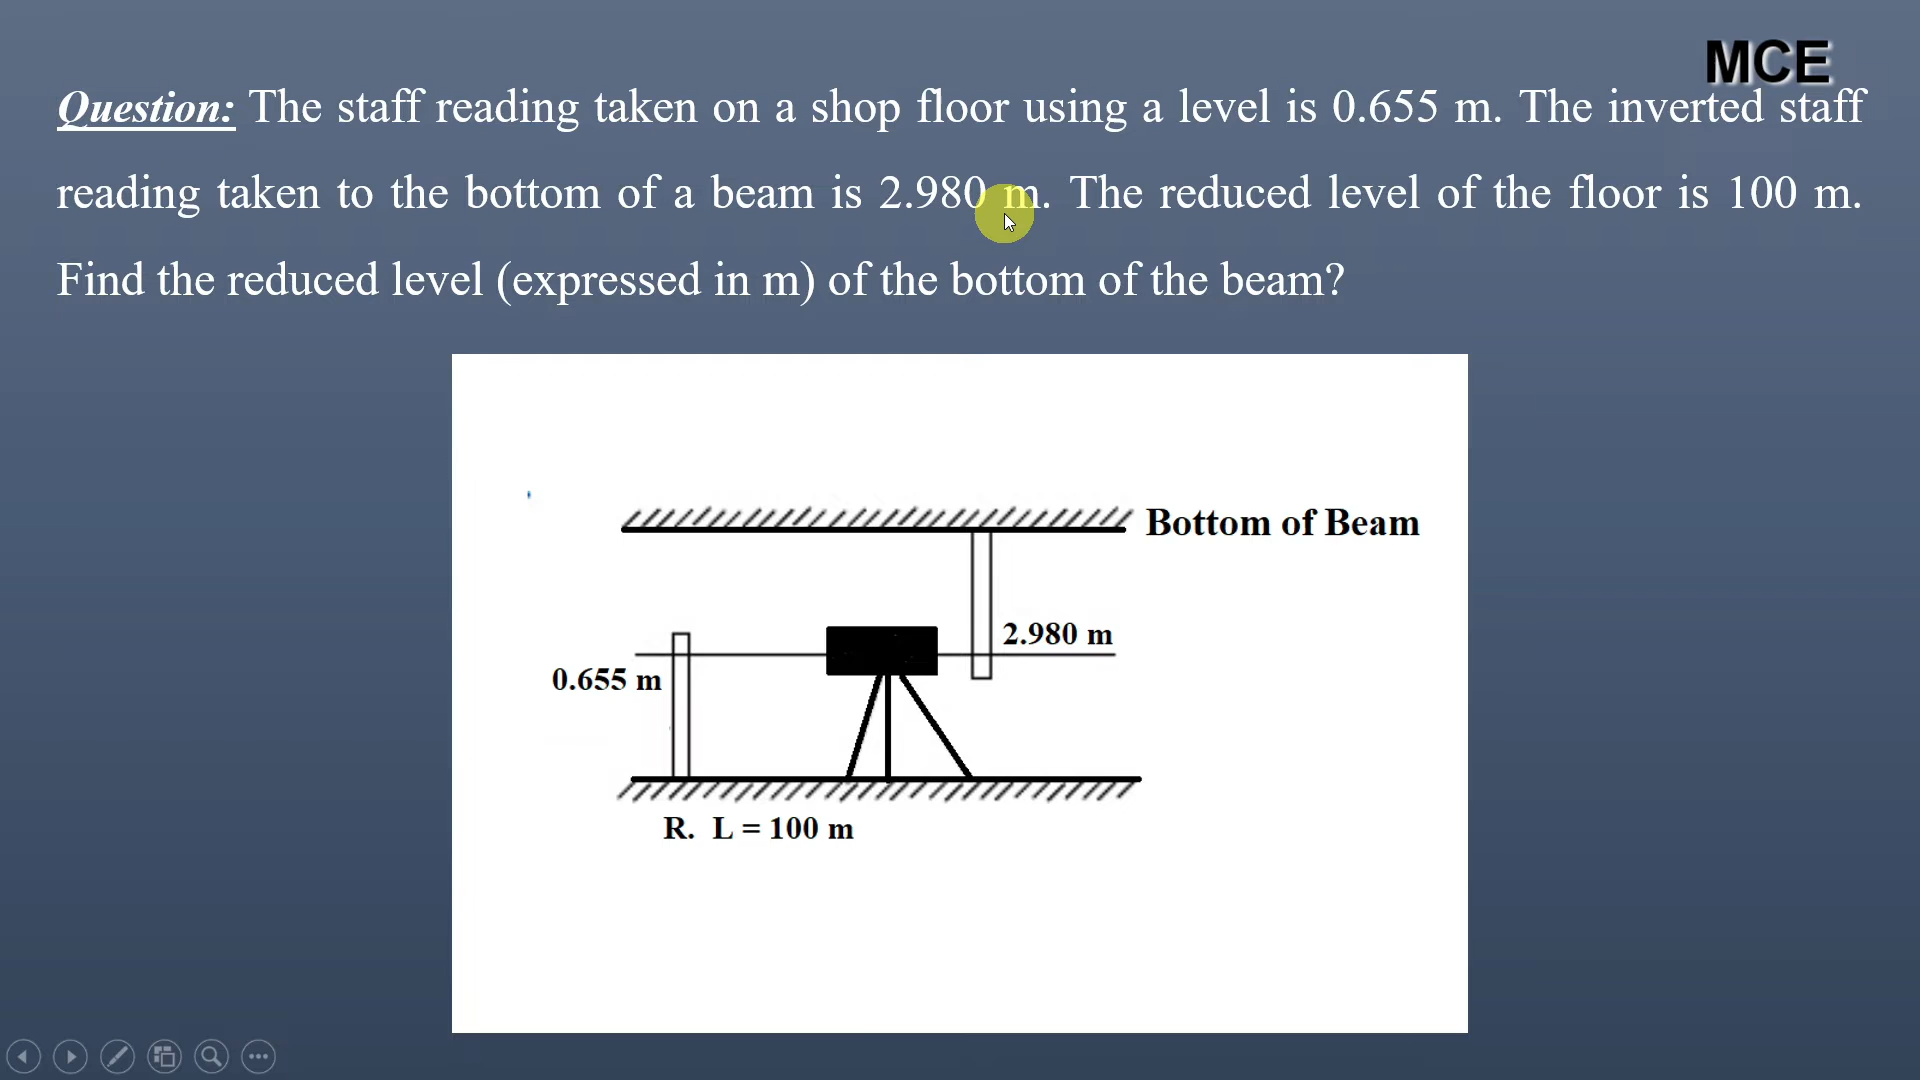 MCE
Question: The staff reading taken on a shop floor using a level is 0.655 m. The inverted staff
reading taken to the bottom of a beam is 2.980 m. The reduced level of the floor is 100 m.
Find the reduced level (expressed in m) of the bottom of the beam?
Bottom of Beam
2.980 m
0.655 m
R. L = 100 m